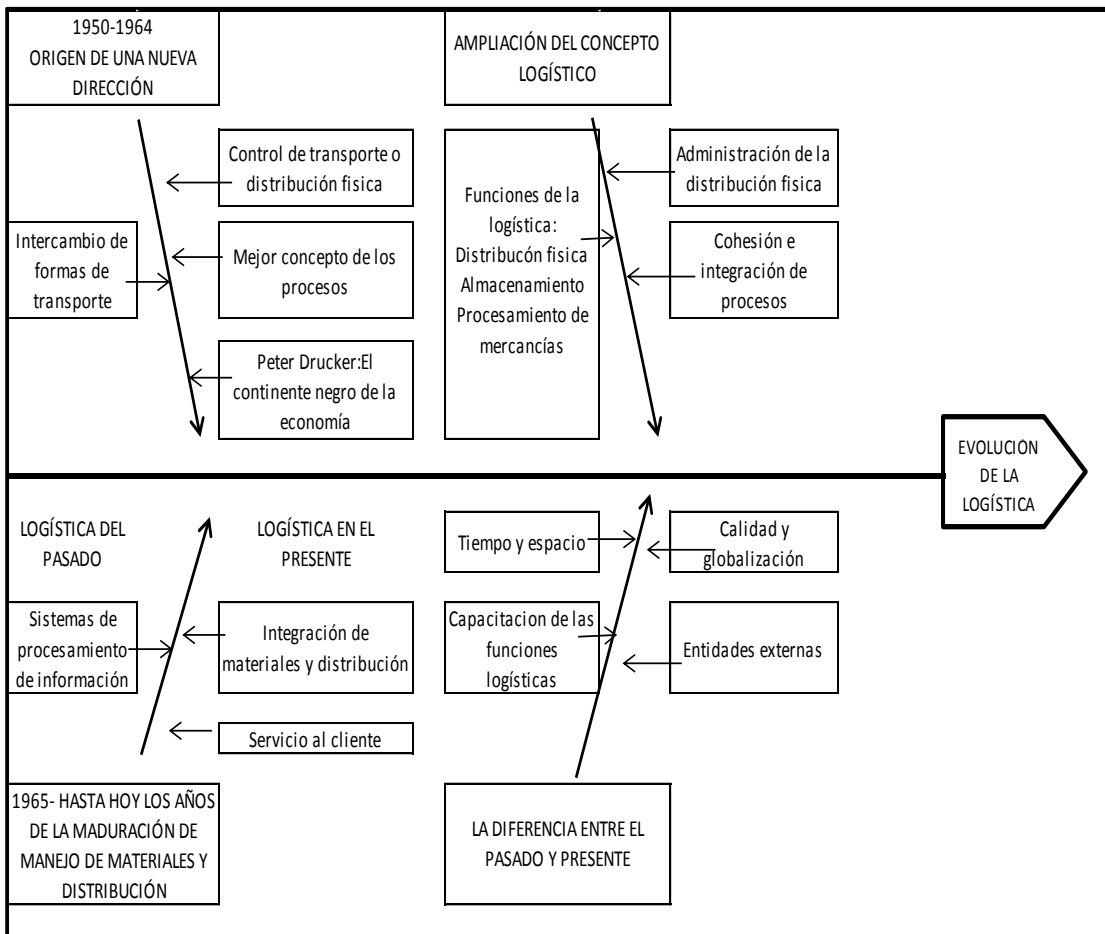 1950-1964
ORIGEN DE UNA NUEVA
DIRECCIÓN
AMPLIACIÓN DEL CONCEPTO
LOGÍSTICO
Control de transporte o
distribución fisica
Intercambio de
formas de
transporte
Mejor concepto de los
procesos
Peter Drucker:El
continente negro de la
economía
Funciones de la
logística:
Distribucón fisica
Almacenamiento
Procesamiento de
mercancías
Administración de la
distribución fisica
Cohesión e
integración de
procesos
EVOLUCIÓN
DE LA
LOGÍSTICA
LOGÍSTICA DEL
PASADO
LOGÍSTICA EN EL
PRESENTE
Sistemas de
procesamiento
de información
Integración de
materiales y distribución
Servicio al cliente
Tiempo y espacio
Calidad y
globalización
Capacitacion de las
funciones
logísticas
Entidades externas
1965- HASTA HOY LOS AÑOS
DE LA MADURACIÓN DE
MANEJO DE MATERIALES Y
DISTRIBUCIÓN
LA DIFERENCIA ENTRE EL
PASADO Y PRESENTE